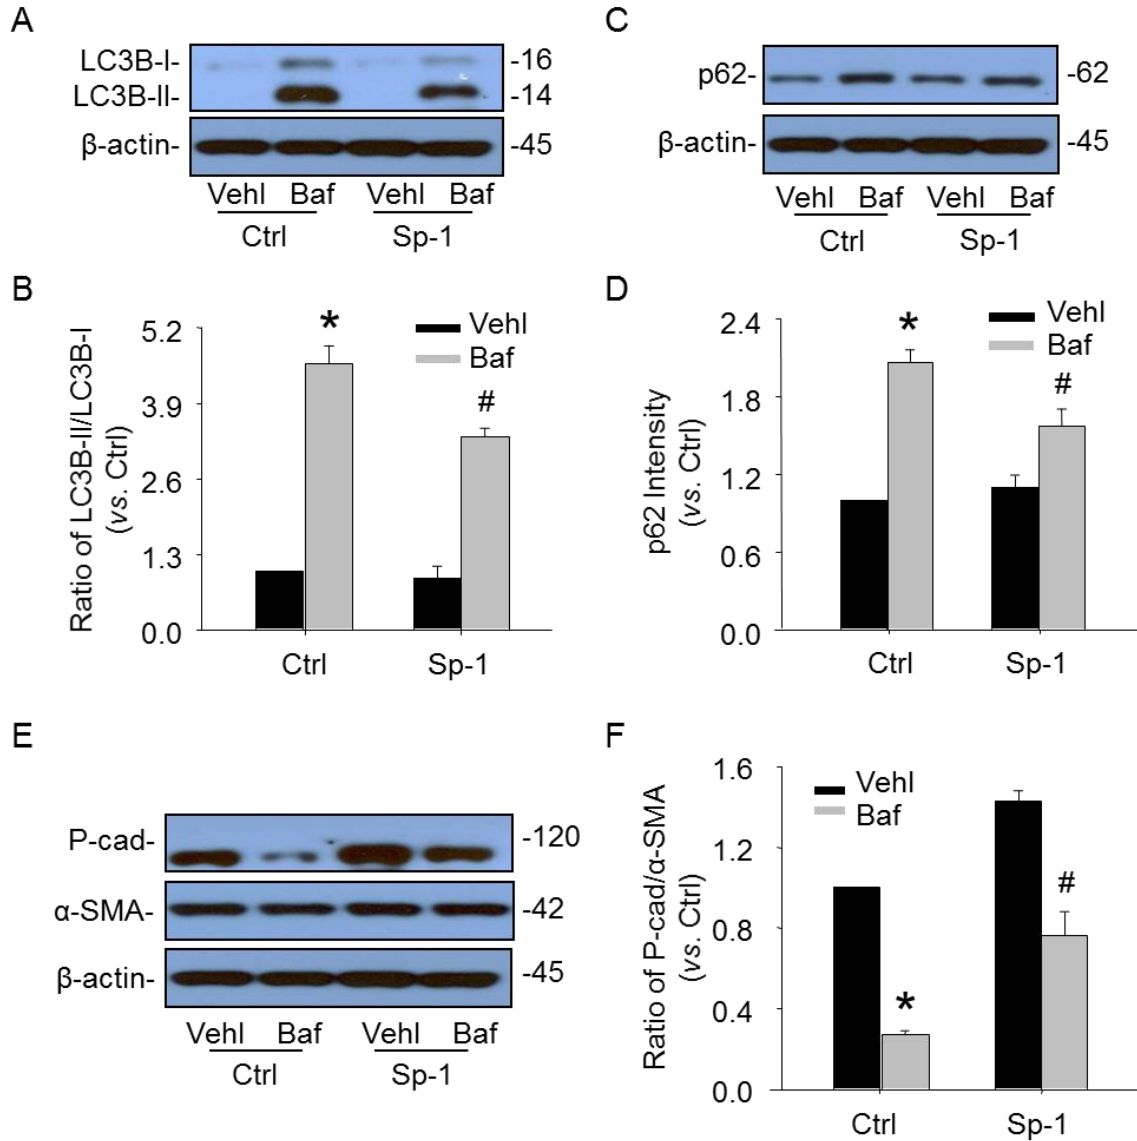 A
LC3B-I-
-16
LC3B-II-
-14
β-actin-
-45
Vehl Baf Vehl Baf
Ctrl Sp-1
C
p62-
-62
β-actin-
-45
Vehl Baf Vehl Baf
Ctrl Sp-1
B
Ratio of LC3B-II/LC3B-I
(vs. Ctrl)
5.2
3.9
2.6
1.3
0.0
*
#
Vehl
Baf
Ctrl Sp-1
D
p62 Intensity
(vs. Ctrl)
2.4
1.8
1.2
0.6
0.0
*
#
Vehl
Baf
Ctrl Sp-1
E
P-cad-
-120
α-SMA-
-42
β-actin-
-45
Vehl Baf Vehl Baf
Ctrl Sp-1
F
Ratio of P-cad/α-SMA
(vs. Ctrl)
1.6
1.2
0.8
0.4
0.0
Vehl
Baf
*
#
Ctrl Sp-1